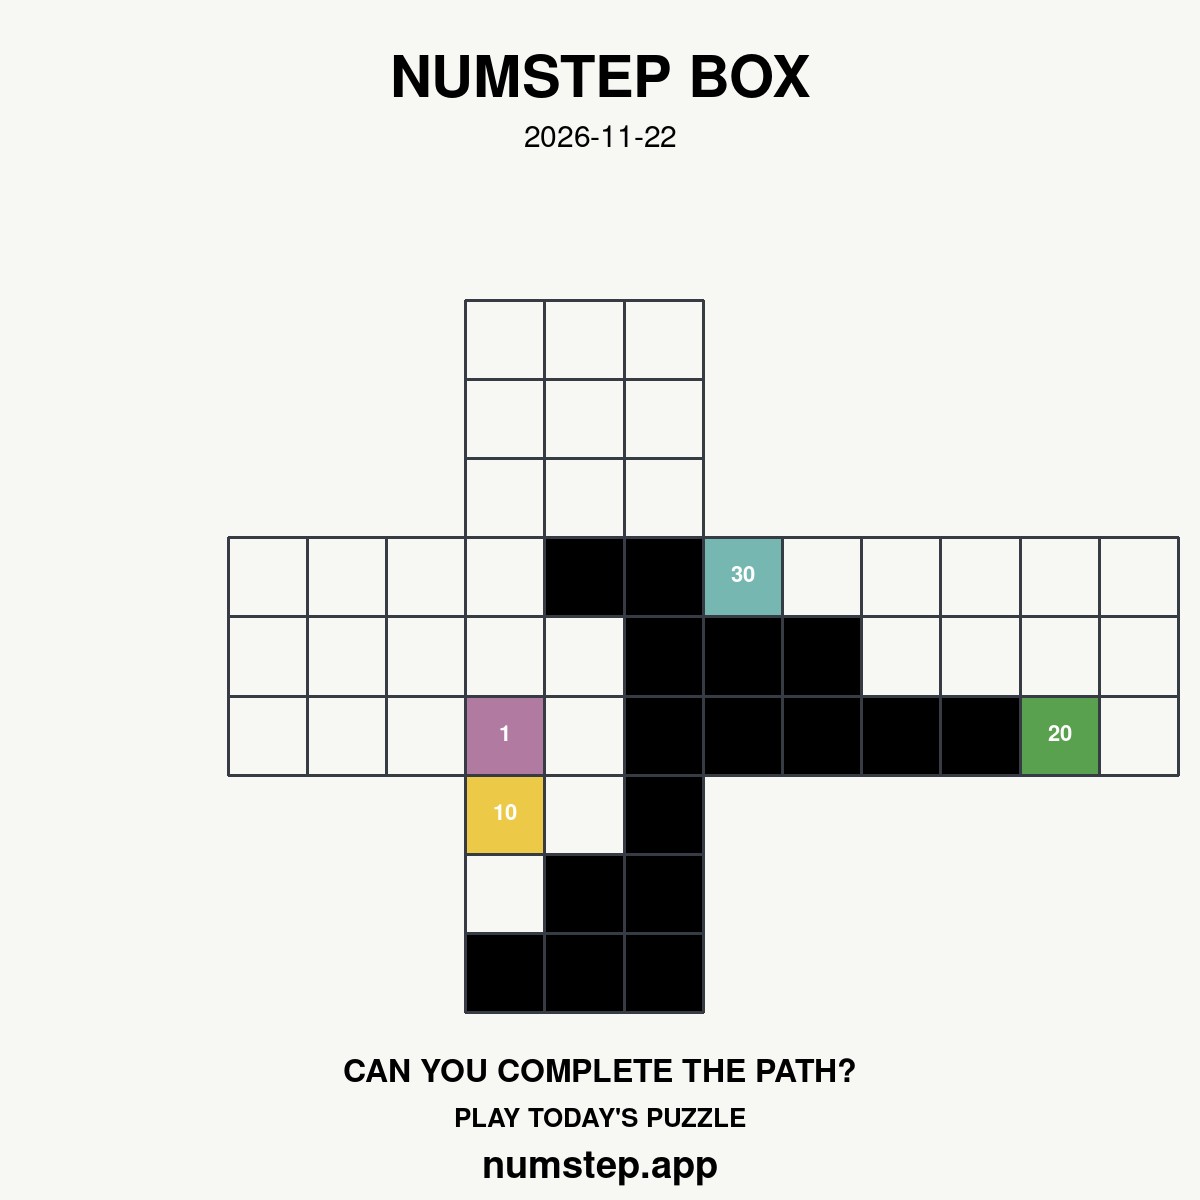 NUMSTEP BOX
2026-11-22
30
1
20
10
CAN YOU COMPLETE THE PATH?
PLAY TODAY'S PUZZLE
numstep.app